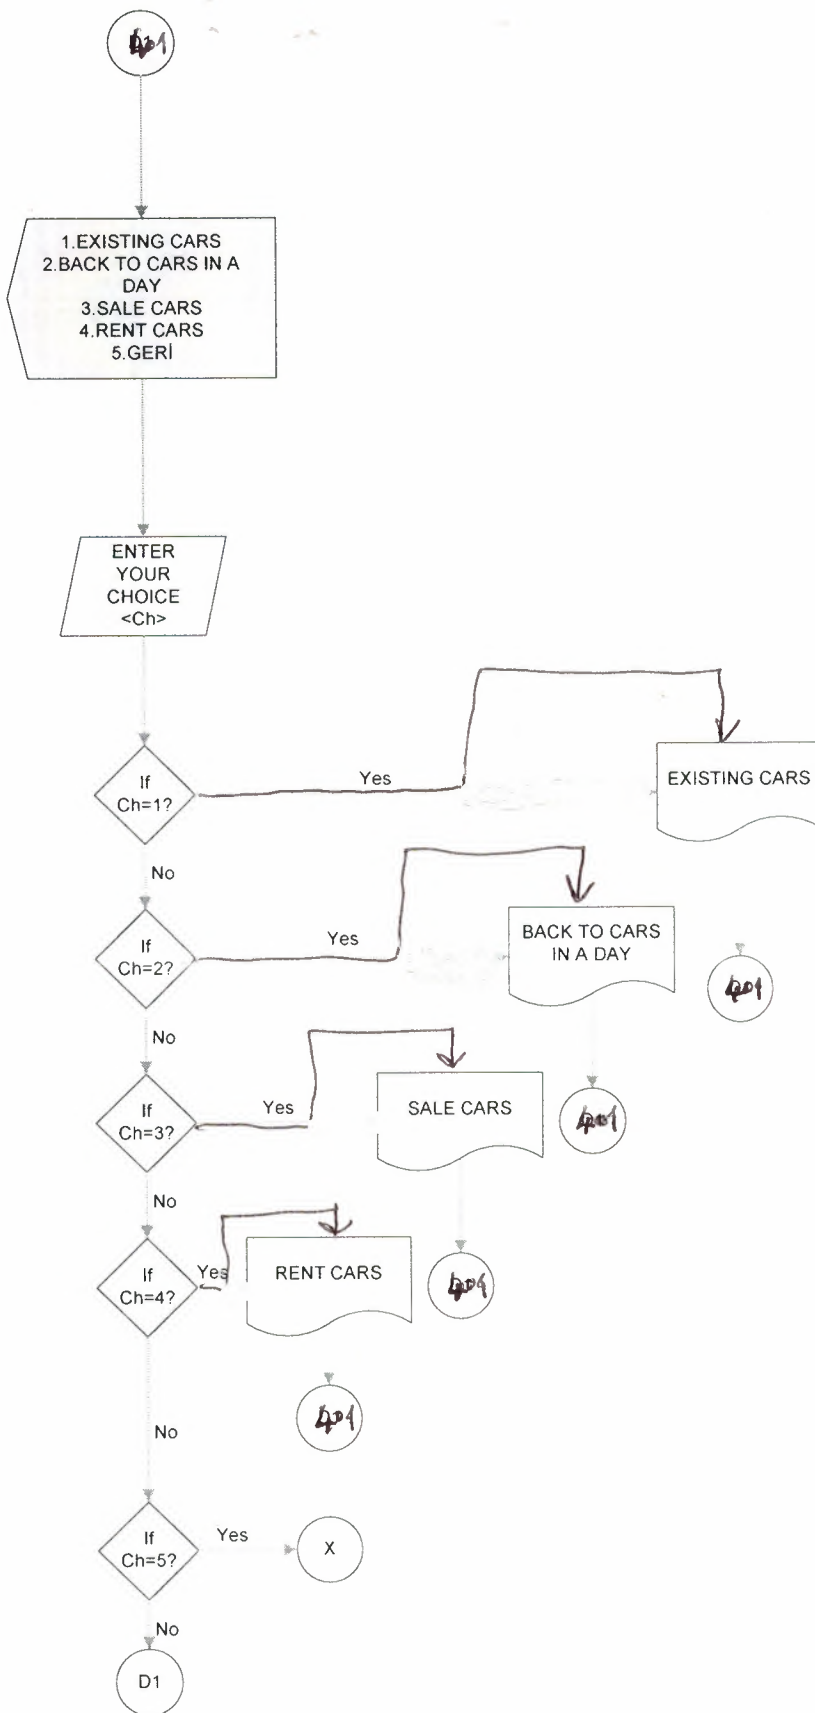 1.EXISTING CARS
2.BACK TO CARS IN A
DAY
3.SALE CARS
4.RENT CARS
5.GERİ
ENTER
YOUR
CHOICE
<Ch>
If
Ch=1?
Yes
EXISTING CARS
No
If
Ch=2?
Yes
BACK TO CARS
IN A DAY
No
If
Ch=3?
Yes
SALE CARS
No
If
Ch=4?
Yes
RENT CARS
No
If
Ch=5?
Yes
X
No
D1